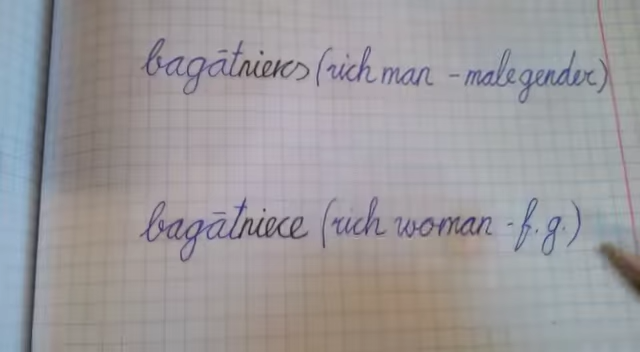 bagātnieks (rich man - male gender)
bagātniece (rich woman - f. g.)